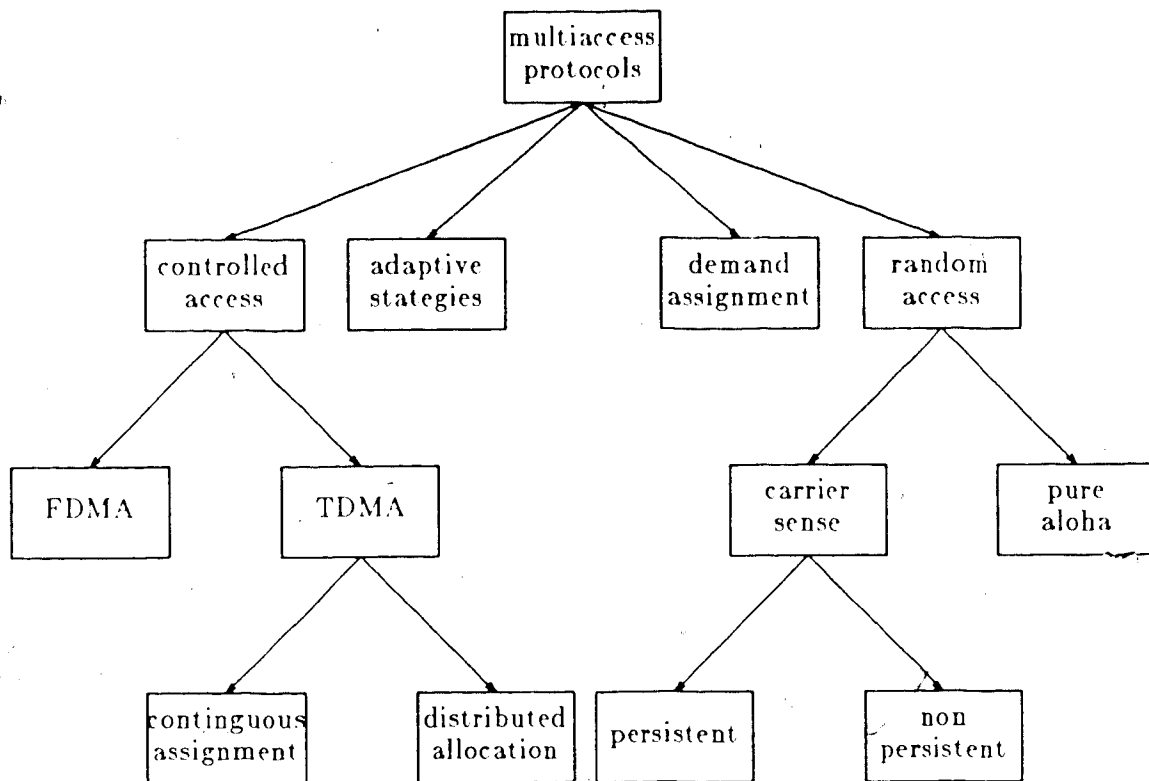 multiaccess
protocols
controlled
access
adaptive
stategies
demand
assignment
random
access
FDMA
TDMA
carrier
sense
pure
aloha
continguous
assignment
distributed
allocation
persistent
non
persistent